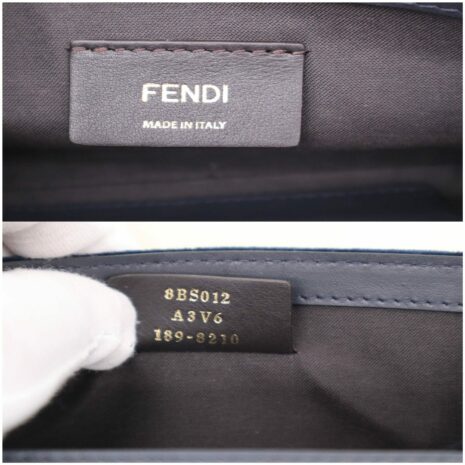 FENDI
MADE IN ITALY
8BS012
A3V6
189-8210